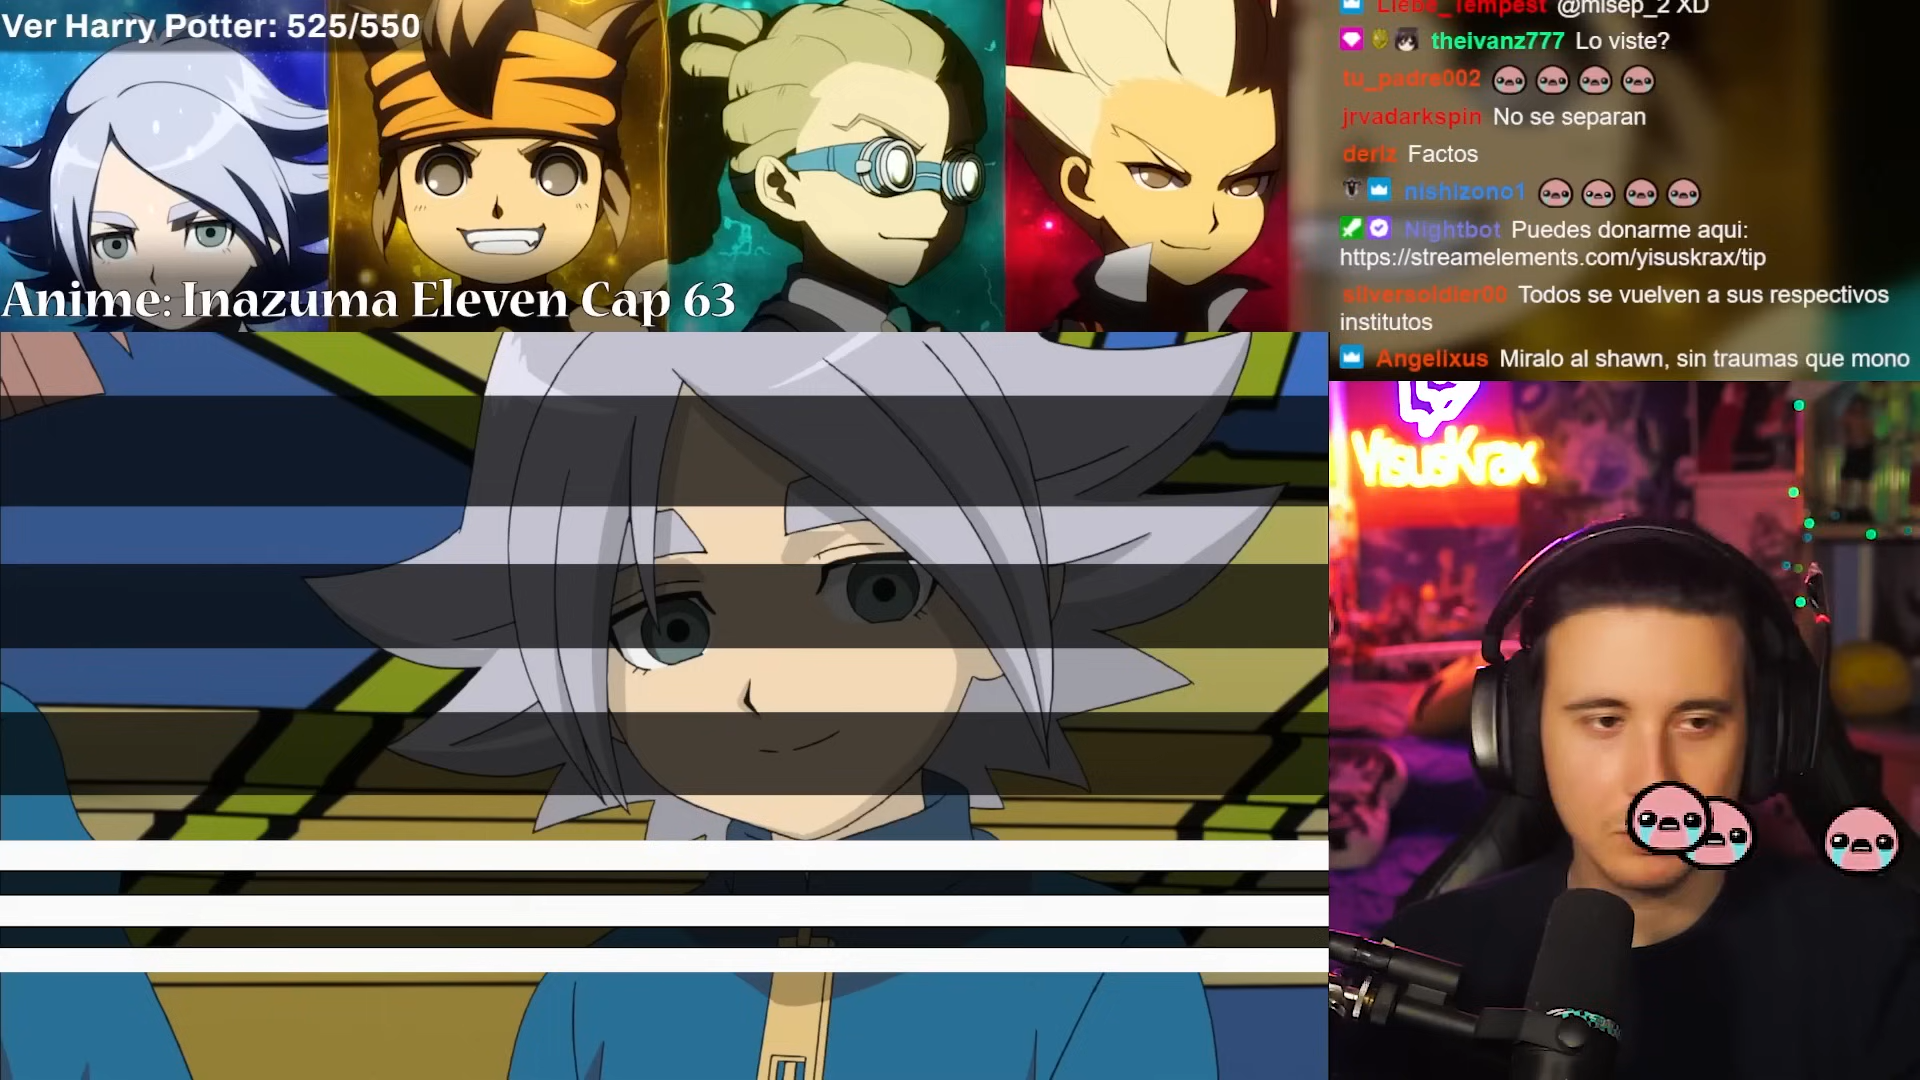 Ver Harry Potter: 525/550
Anime: Inazuma Eleven Cap 63
Liebe_Tempest @misep_2 XD
theivanz777 Lo viste?
tu_padre002
jrvadarkspin No se separan
deriz Factos
nishizono1
Nightbot Puedes donarme aqui:
https://streamelements.com/yisuskrax/tip
silversoldier00 Todos se vuelven a sus respectivos
institutos
Angelixus Miralo al shawn, sin traumas que mono
YisusKrax